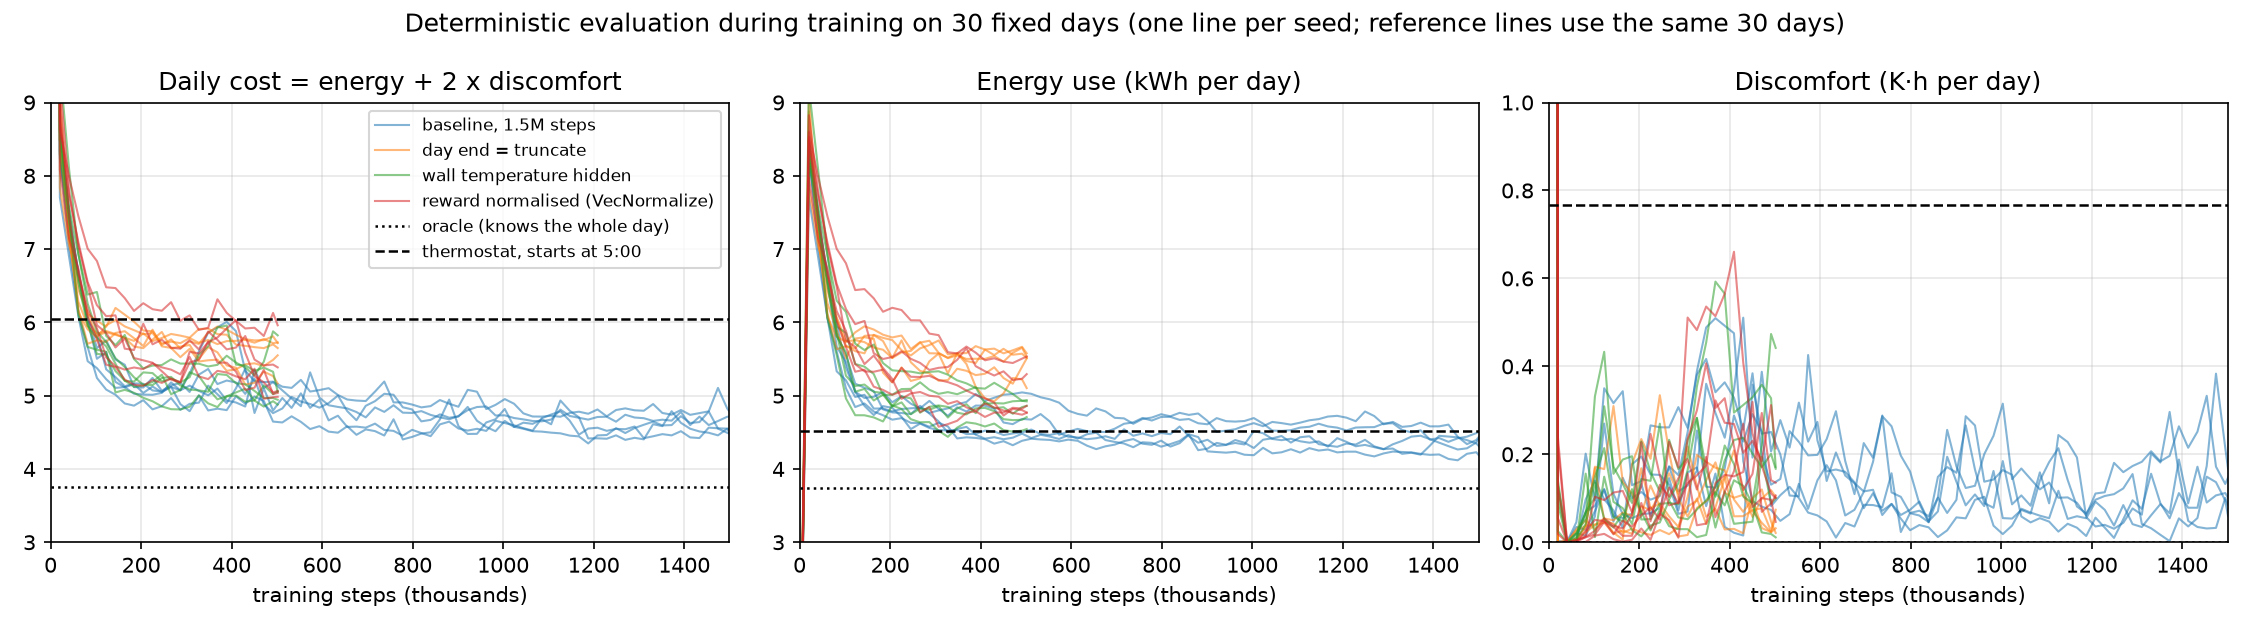 Deterministic evaluation during training on 30 fixed days (one line per seed; reference lines use the same 30 days)
Daily cost = energy + 2 x discomfort
9
8
7
6
5
4
3
0 200 400 600 800 1000 1200 1400
training steps (thousands)
baseline, 1.5M steps
day end = truncate
wall temperature hidden
reward normalised (VecNormalize)
oracle (knows the whole day)
thermostat, starts at 5:00
Energy use (kWh per day)
9
8
7
6
5
4
3
0 200 400 600 800 1000 1200 1400
training steps (thousands)
Discomfort (K·h per day)
1.0
0.8
0.6
0.4
0.2
0.0
0 200 400 600 800 1000 1200 1400
training steps (thousands)